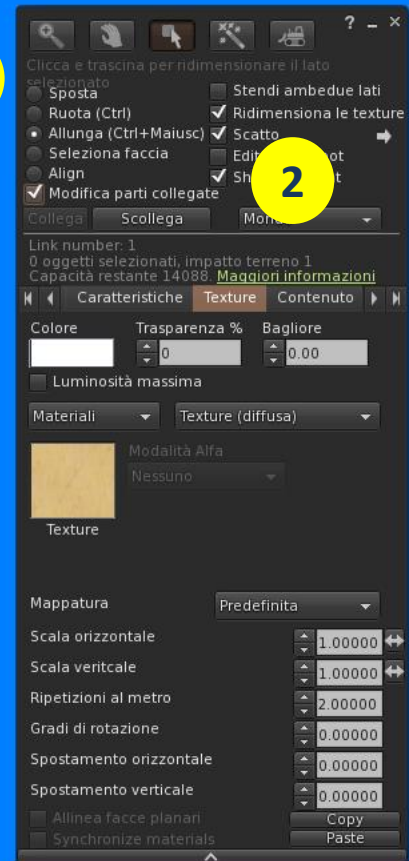 ? _ ×
Clicca e trascina per ridimensionare il lato
selezionato
Sposta
Stendi ambedue lati
Ruota (Ctrl)
Ridimensiona le texture
Allunga (Ctrl+Maiusc)
Scatto
Seleziona faccia
Edit
Align
Modifica parti collegate
2
Collega
Scollega
Link number: 1
0 oggetti selezionati, impatto terreno 1
Capacità restante 14088. Maggiori informazioni
Caratteristiche
Texture
Contenuto
Colore
Trasparenza %
Bagliore
0
0.00
Luminosità massima
Materiali
Texture (diffusa)
Modalità Alfa
Nessuno
Texture
Mappatura
Predefinita
Scala orizzontale
1.00000
Scala veritcale
1.00000
Ripetizioni al metro
2.00000
Gradi di rotazione
0.00000
Spostamento orizzontale
0.00000
Spostamento verticale
0.00000
Allinea facce planari
Copy
Synchronize materials
Paste